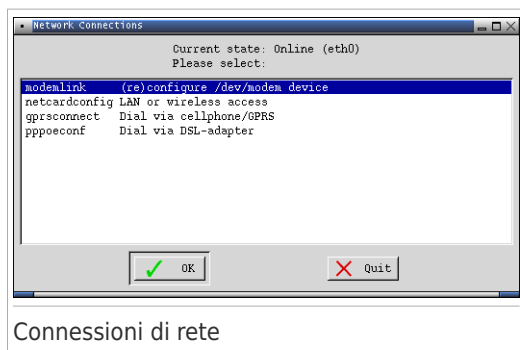 Network Connections
Current state: Online (eth0)
Please select:
modemlink (re)configure /dev/modem device
netcardconfig LAN or wireless access
gprsconnect Dial via cellphone/GPRS
pppoeconf Dial via DSL-adapter
OK
Quit
Connessioni di rete